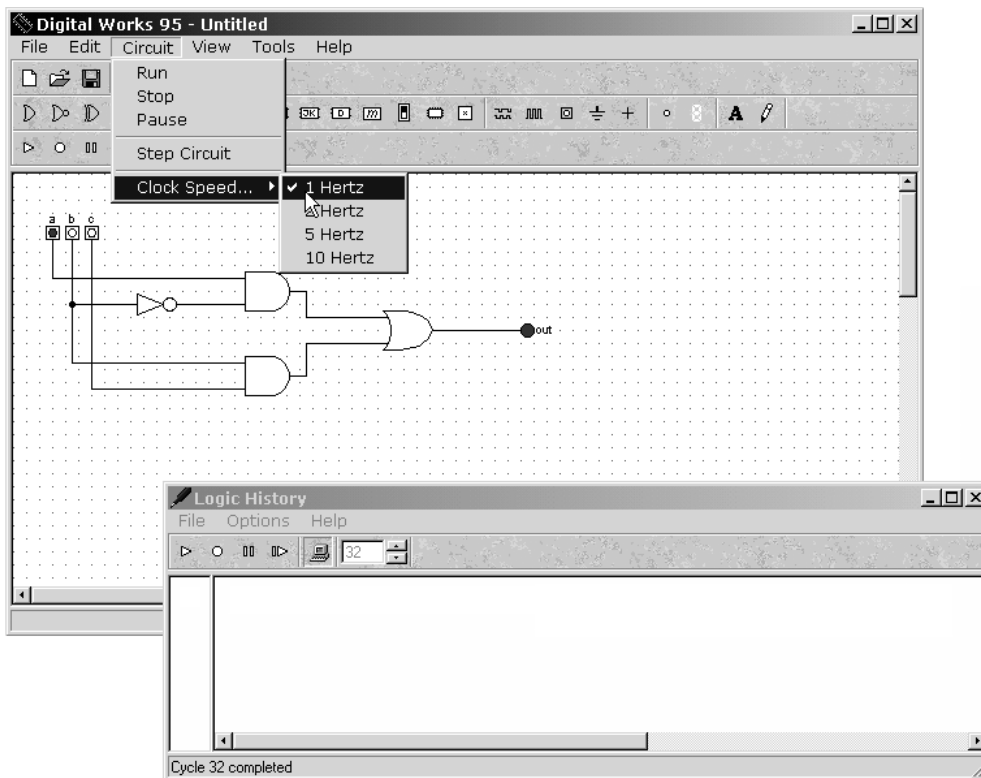 Digital Works 95 - Untitled
File Edit Circuit View Tools Help
Run
Stop
Pause
Step Circuit
Clock Speed...
1 Hertz
Hertz
5 Hertz
10 Hertz
JK D m
A
a b c
out
Logic History
File Options Help
32
Cycle 32 completed